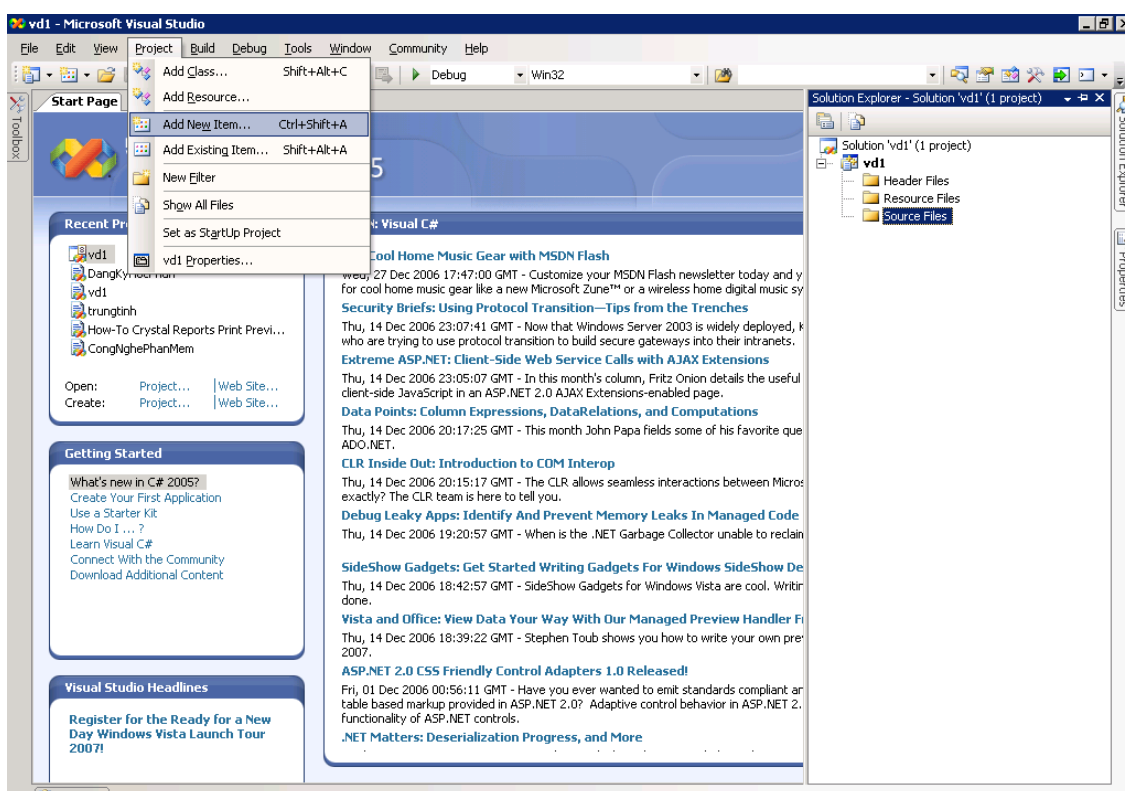 vd1 - Microsoft Visual Studio
File Edit View Project Build Debug Tools Window Community Help
Debug Win32
Add Class... Shift+Alt+C
Add Resource...
Add New Item... Ctrl+Shift+A
Add Existing Item... Shift+Alt+A
New Filter
Show All Files
Set as StartUp Project
vd1 Properties...
Toolbox
Start Page
5
Recent Pr
vd1
vd1
trungtinh
How-To Crystal Reports Print Previ...
CongNghePhanMem
Open: Project... Web Site...
Create: Project... Web Site...
Getting Started
What's new in C# 2005?
Create Your First Application
Use a Starter Kit
How Do I ... ?
Learn Visual C#
Connect With the Community
Download Additional Content
Visual Studio Headlines
Register for the Ready for a New
Day Windows Vista Launch Tour
2007!
: Visual C#
Cool Home Music Gear with MSDN Flash
Wed, 27 Dec 2006 17:47:00 GMT - Customize your MSDN Flash newsletter today and y
for cool home music gear like a new Microsoft Zune™ or a wireless home digital music sy
Security Briefs: Using Protocol Transition—Tips from the Trenches
Thu, 14 Dec 2006 23:07:41 GMT - Now that Windows Server 2003 is widely deployed, K
who are trying to use protocol transition to build secure gateways into their intranets.
Extreme ASP.NET: Client-Side Web Service Calls with AJAX Extensions
Thu, 14 Dec 2006 23:05:07 GMT - In this month's column, Fritz Onion details the useful
client-side JavaScript in an ASP.NET 2.0 AJAX Extensions-enabled page.
Data Points: Column Expressions, DataRelations, and Computations
Thu, 14 Dec 2006 20:17:25 GMT - This month John Papa fields some of his favorite que
ADO.NET.
CLR Inside Out: Introduction to COM Interop
Thu, 14 Dec 2006 20:15:17 GMT - The CLR allows seamless interactions between Micros
exactly? The CLR team is here to tell you.
Debug Leaky Apps: Identify And Prevent Memory Leaks In Managed Code
Thu, 14 Dec 2006 19:20:57 GMT - When is the .NET Garbage Collector unable to reclain
SideShow Gadgets: Get Started Writing Gadgets For Windows SideShow De
Thu, 14 Dec 2006 18:42:57 GMT - SideShow Gadgets for Windows Vista are cool. Writir
done.
Vista and Office: View Data Your Way With Our Managed Preview Handler Fr
Thu, 14 Dec 2006 18:39:22 GMT - Stephen Toub shows you how to write your own prev
2007.
ASP.NET 2.0 CSS Friendly Control Adapters 1.0 Released!
Fri, 01 Dec 2006 00:56:11 GMT - Have you ever wanted to emit standards compliant an
table based markup provided in ASP.NET 2.0? Adaptive control behavior in ASP.NET 2.
functionality of ASP.NET controls.
.NET Matters: Deserialization Progress, and More
Solution Explorer - Solution 'vd1' (1 project)
Solution 'vd1' (1 project)
vd1
Header Files
Resource Files
Source Files
Solution Explorer
Properties